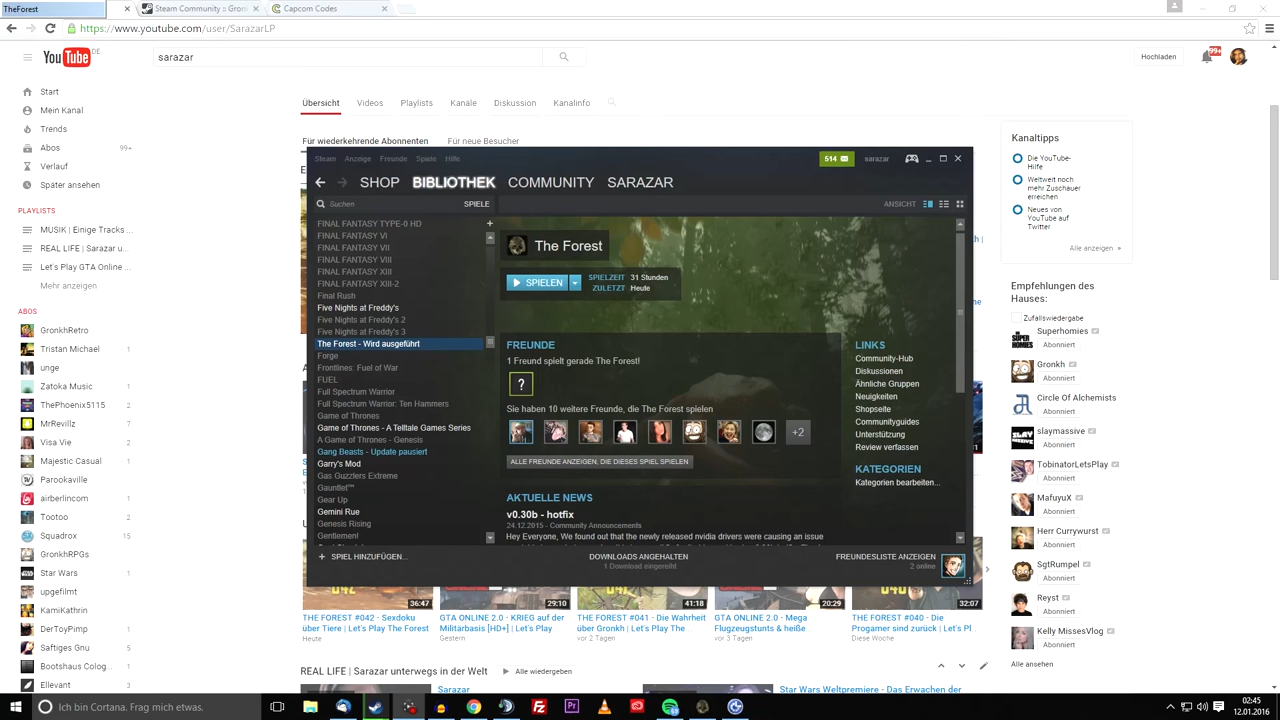 TheForest
Steam Community :: Gron
Capcom Codes
https://www.youtube.com/user/SarazarLP
YouTube DE
sarazar
Hochladen
99+
Start
Mein Kanal
Trends
Abos 99+
Verlauf
Später ansehen
PLAYLISTS
MUSIK | Einige Tracks ...
REAL LIFE | Sarazar u...
Let's Play GTA Online ...
Mehr anzeigen
ABOS
GronkhRetro
Tristan Michael 1
unge
Zatoka Music 1
ThePhoenix5115 2
MrRevillz 7
Visa Vie 2
Majestic Casual 1
Parookaville
airberlincom 2
Tootoo 2
Squadrox 15
GronkhRPGs
Star Wars 1
upgefilmt
KamiKathrin
DerToyPimp 1
Saftiges Gnu 5
Bootshaus Colog... 1
Ellevant 3
Übersicht Videos Playlists Kanäle Diskussion Kanalinfo
Für wiederkehrende Abonnenten Für neue Besucher
Steam Anzeige Freunde Spiele Hilfe
514 sarazar
SHOP BIBLIOTHEK COMMUNITY SARAZAR
Suchen SPIELE
ANSICHT
FINAL FANTASY TYPE-0 HD
FINAL FANTASY VI
FINAL FANTASY VII
FINAL FANTASY VIII
FINAL FANTASY XIII
FINAL FANTASY XIII-2
Final Rush
Five Nights at Freddy's
Five Nights at Freddy's 2
Five Nights at Freddy's 3
The Forest - Wird ausgeführt
Forge
Frontlines: Fuel of War
FUEL
Full Spectrum Warrior
Full Spectrum Warrior: Ten Hammers
Game of Thrones
Game of Thrones - A Telltale Games Series
A Game of Thrones - Genesis
Gang Beasts - Update pausiert
Garry's Mod
Gas Guzzlers Extreme
Gauntlet™
Gear Up
Gemini Rue
Genesis Rising
Gentlemen!
The Forest
SPIELEN
SPIELZEIT 31 Stunden
ZULETZT Heute
FREUNDE
1 Freund spielt gerade The Forest!
?
Sie haben 10 weitere Freunde, die The Forest spielen
+2
ALLE FREUNDE ANZEIGEN, DIE DIESES SPIEL SPIELEN
AKTUELLE NEWS
v0.30b - hotfix
24.12.2015 - Community Announcements
Hey Everyone, We found out that the newly released nvidia drivers were causing an issue
LINKS
Community-Hub
Diskussionen
Ähnliche Gruppen
Neuigkeiten
Shopseite
Communityguides
Unterstützung
Review verfassen
KATEGORIEN
Kategorien bearbeiten...
SPIEL HINZUFÜGEN...
DOWNLOADS ANGEHALTEN
1 Download eingereiht
FREUNDESLISTE ANZEIGEN
2 online
36:47
29:10
41:18
20:29
32:07
THE FOREST #042 - Sexdoku
über Tiere | Let's Play The Forest
Heute
GTA ONLINE 2.0 - KRIEG auf der
Militärbasis [HD+] | Let's Play
Gestern
THE FOREST #041 - Die Wahrheit
über Gronkh | Let's Play The...
vor 2 Tagen
GTA ONLINE 2.0 - Mega
Flugzeugstunts & heiße
vor 3 Tagen
THE FOREST #040 - Die
Progamer sind zurück | Let's Pl...
Diese Woche
REAL LIFE | Sarazar unterwegs in der Welt
Alle wiedergeben
Sarazar
Star Wars Weltpremiere - Das Erwachen der
Kanaltipps
Die YouTube-
Hilfe
Weltweit noch
mehr Zuschauer
erreichen
Neues von
YouTube auf
Twitter
Alle anzeigen »
Empfehlungen des
Hauses:
Zufallswiedergabe
Superhomies
Abonniert
Gronkh
Abonniert
Circle Of Alchemists
Abonniert
slaymassive
Abonniert
TobinatorLetsPlay
Abonniert
MafuyuX
Abonniert
Herr Currywurst
Abonniert
SgtRumpel
Abonniert
Reyst
Abonniert
Kelly MissesVlog
Abonniert
Alle ansehen
Ich bin Cortana. Frag mich etwas.
02:45
12.01.2016